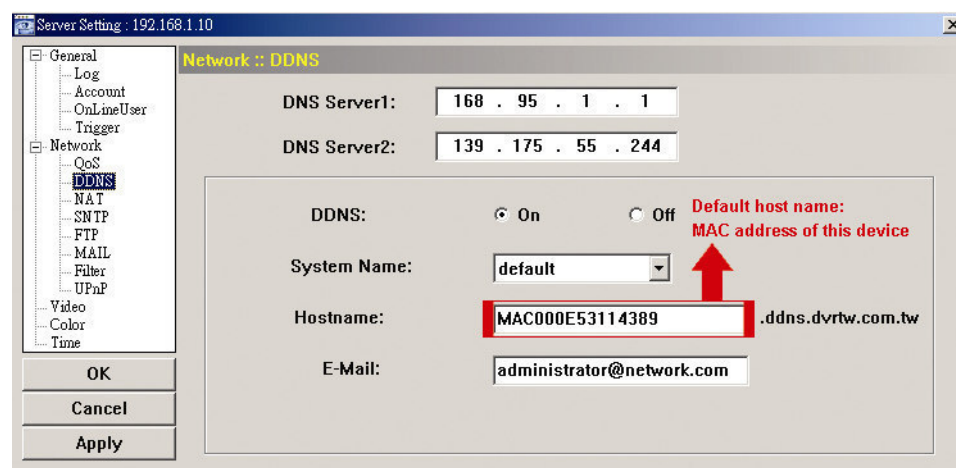 Server Setting : 192.168.1.10
General
Log
Account
OnLineUser
Trigger
Network
QoS
DDNS
NAT
SNTP
FTP
MAIL
Filter
UPnP
Video
Color
Time
OK
Cancel
Apply
Network :: DDNS
DNS Server1: 168 . 95 . 1 . 1
DNS Server2: 139 . 175 . 55 . 244
DDNS: On Off
Default host name:
MAC address of this device
System Name: default
Hostname: MAC000E53114389 .ddns.dvrtw.com.tw
E-Mail: administrator@network.com